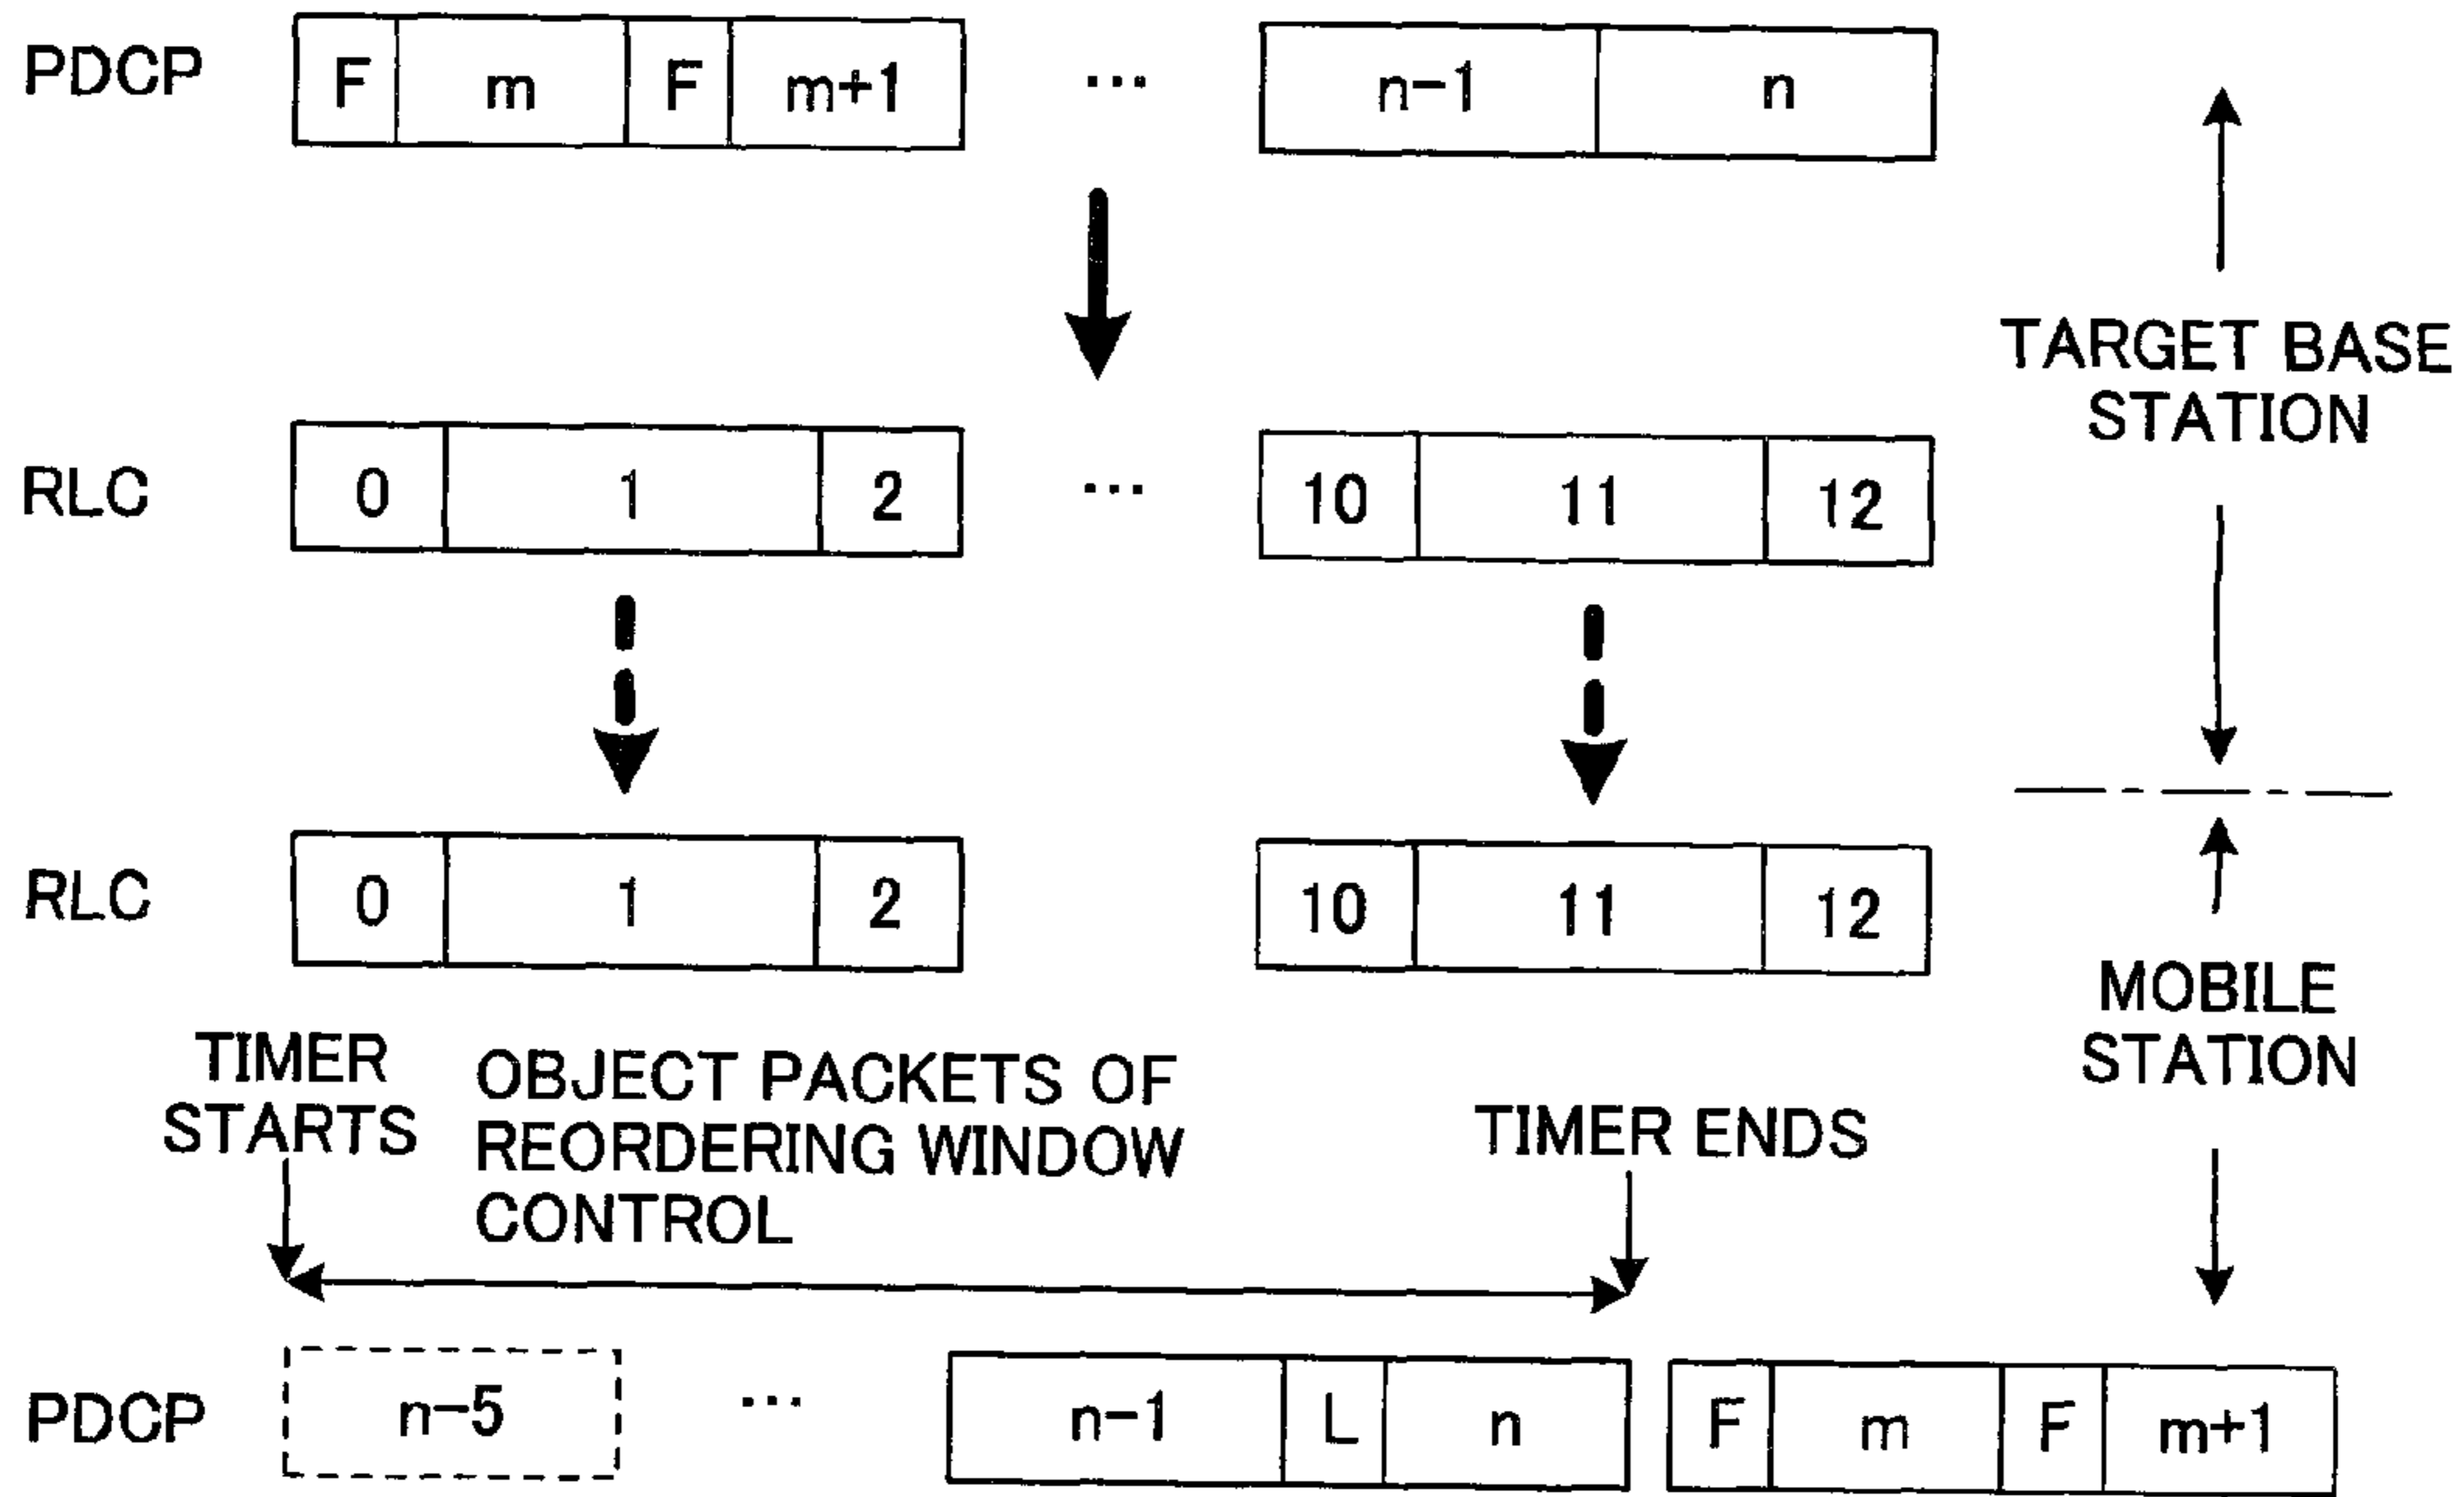 PDCP F m F m+1 ... n-1 n
TARGET BASE
STATION
RLC 0 1 2 ... 10 11 12
RLC 0 1 2 10 11 12
MOBILE
STATION
TIMER
STARTS
OBJECT PACKETS OF
REORDERING WINDOW
CONTROL
TIMER ENDS
PDCP n-5 ... n-1 L n F m F m+1